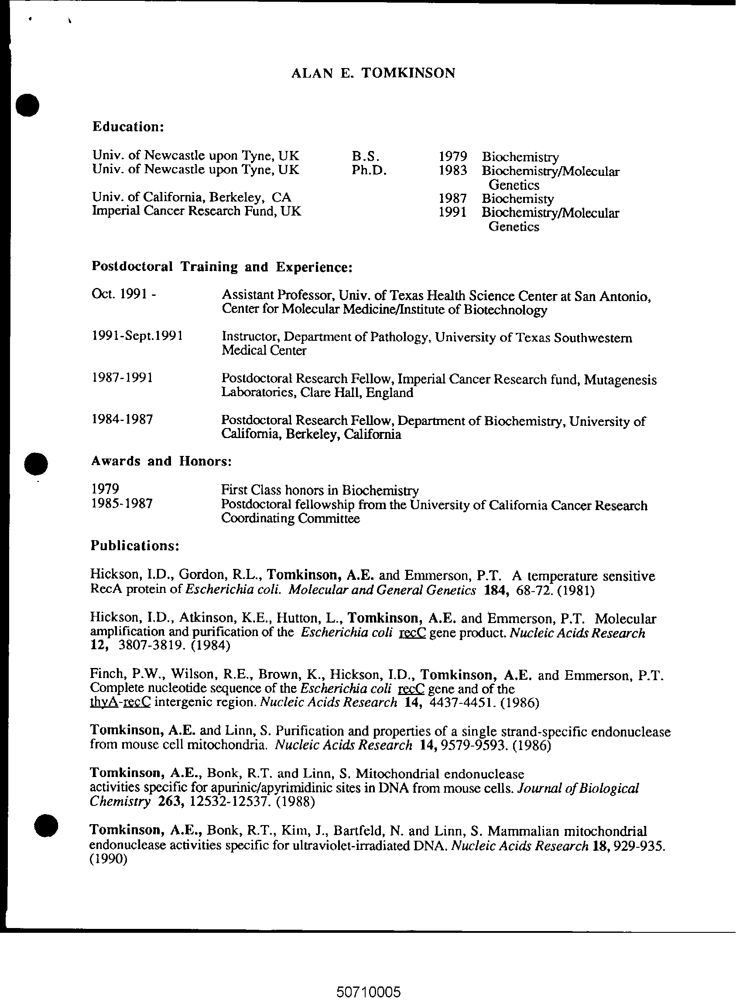 ALAN E. TOMKINSON
Education:
Univ. of Newcastle upon Tyne, UK B.S. 1979 Biochemistry
Univ. of Newcastle upon Tyne, UK Ph.D. 1983 Biochemistry/Molecular
Genetics
Univ. of California, Berkeley, CA 1987 Biochemisty
Imperial Cancer Research Fund, UK 1991 Biochemistry/Molecular
Genetics
Postdoctoral Training and Experience:
Oct. 1991 - Assistant Professor, Univ. of Texas Health Science Center at San Antonio,
Center for Molecular Medicine/Institute of Biotechnology
1991-Sept.1991 Instructor, Department of Pathology, University of Texas Southwestern
Medical Center
1987-1991 Postdoctoral Research Fellow, Imperial Cancer Research fund, Mutagenesis
Laboratories, Clare Hall, England
1984-1987 Postdoctoral Research Fellow, Department of Biochemistry, University of
California, Berkeley, California
Awards and Honors:
1979 First Class honors in Biochemistry
1985-1987 Postdoctoral fellowship from the University of California Cancer Research
Coordinating Committee
Publications:
Hickson, I.D., Gordon, R.L., Tomkinson, A.E. and Emmerson, P.T. A temperature sensitive
RecA protein of Escherichia coli. Molecular and General Genetics 184, 68-72. (1981)
Hickson, I.D., Atkinson, K.E., Hutton, L., Tomkinson, A.E. and Emmerson, P.T. Molecular
amplification and purification of the Escherichia coli recC gene product. Nucleic Acids Research
12, 3807-3819. (1984)
Finch, P.W., Wilson, R.E., Brown, K., Hickson, I.D., Tomkinson, A.E. and Emmerson, P.T.
Complete nucleotide sequence of the Escherichia coli recC gene and of the
thyA-recC intergenic region. Nucleic Acids Research 14, 4437-4451. (1986)
Tomkinson, A.E. and Linn, S. Purification and properties of a single strand-specific endonuclease
from mouse cell mitochondria. Nucleic Acids Research 14, 9579-9593. (1986)
Tomkinson, A.E., Bonk, R.T. and Linn, S. Mitochondrial endonuclease
activities specific for apurinic/apyrimidinic sites in DNA from mouse cells. Journal of Biological
Chemistry 263, 12532-12537. (1988)
Tomkinson, A.E., Bonk, R.T., Kim, J., Bartfeld, N. and Linn, S. Mammalian mitochondrial
endonuclease activities specific for ultraviolet-irradiated DNA. Nucleic Acids Research 18, 929-935.
(1990)
50710005